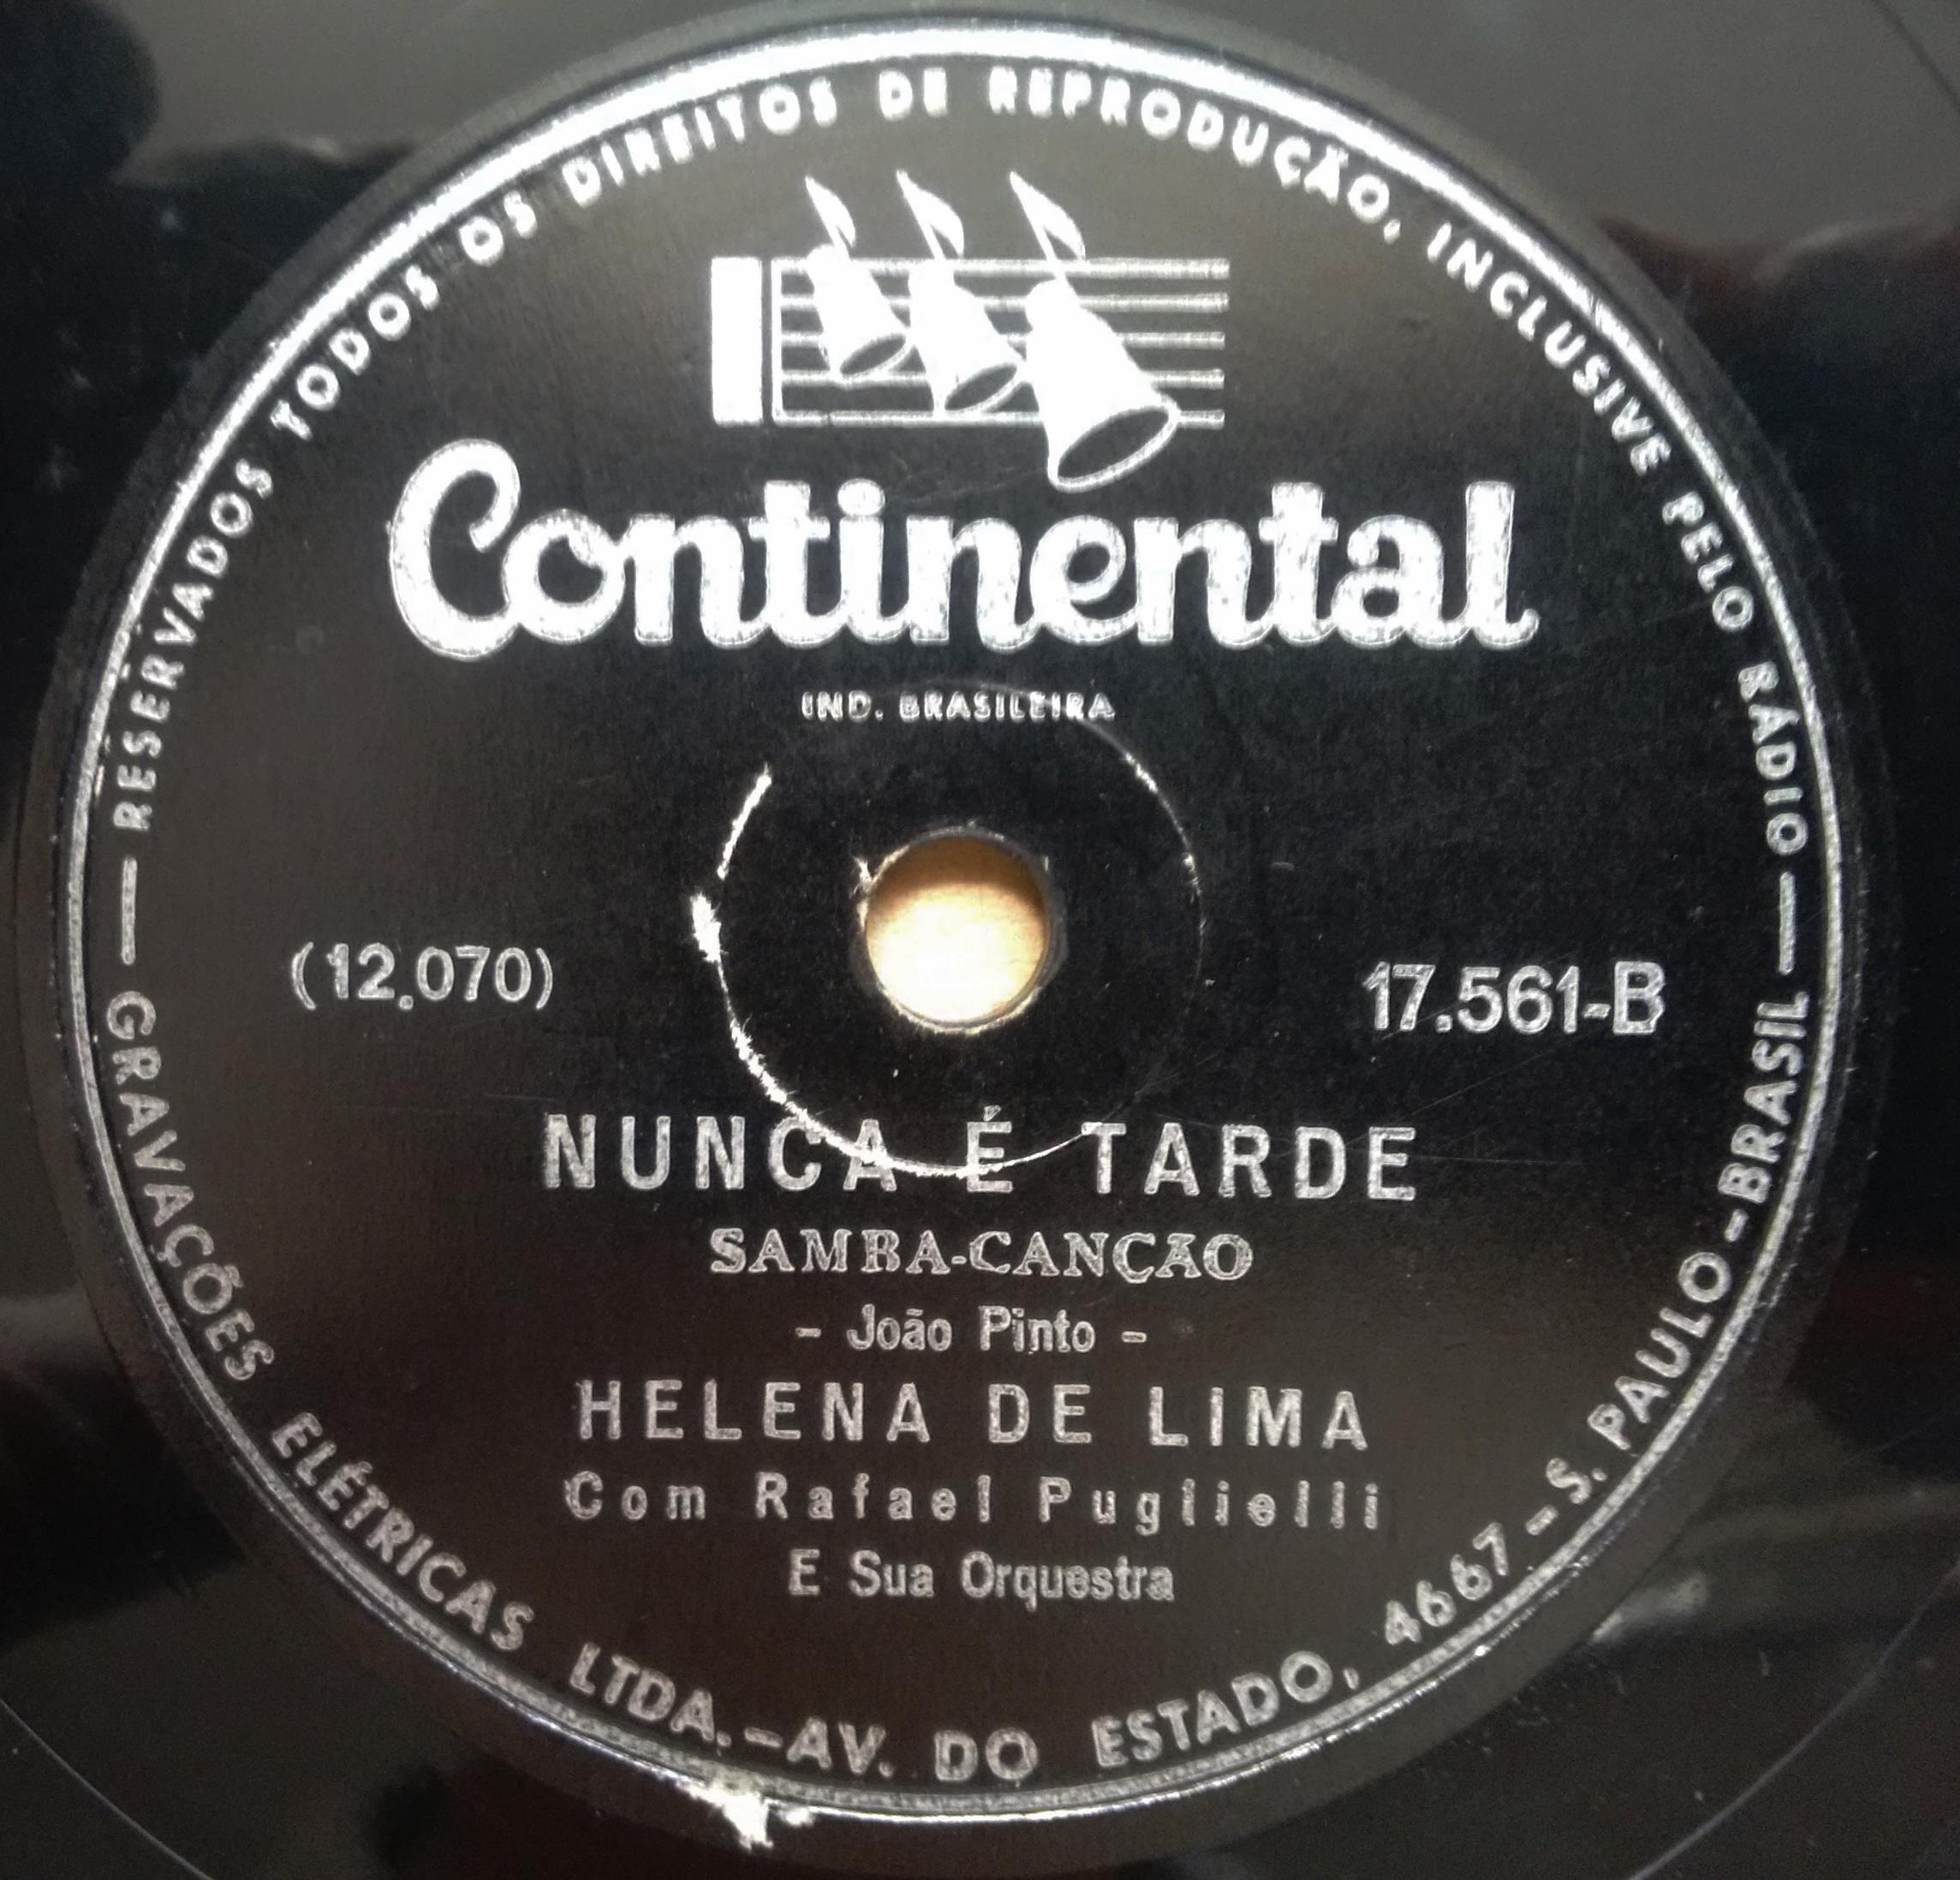 RESERVADOS TODOS OS DIREITOS DE REPRODUÇÃO, INCLUSIVE PELO RÁDIO
Continental
IND. BRASILEIRA
(12.070)
17.561-B
NUNCA É TARDE
SAMBA-CANÇÃO
- João Pinto -
HELENA DE LIMA
Com Rafael Puglielli
E Sua Orquestra
GRAVAÇÕES ELÉTRICAS LTDA.-AV. DO ESTADO, 4667 - S. PAULO - BRASIL